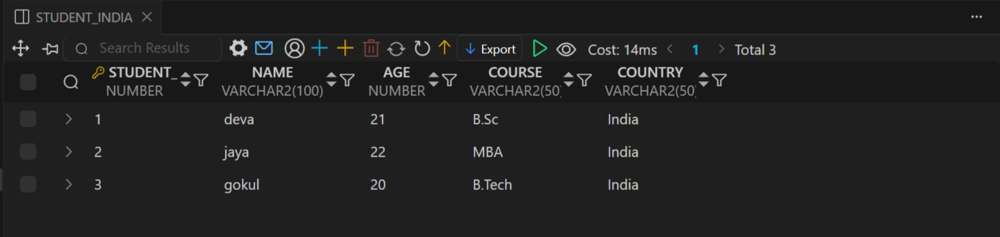 STUDENT_INDIA
Search Results Export Cost: 14ms 1 Total 3
STUDENT_ NAME AGE COURSE COUNTRY
NUMBER VARCHAR2(100) NUMBER VARCHAR2(50) VARCHAR2(50)
1 deva 21 B.Sc India
2 jaya 22 MBA India
3 gokul 20 B.Tech India